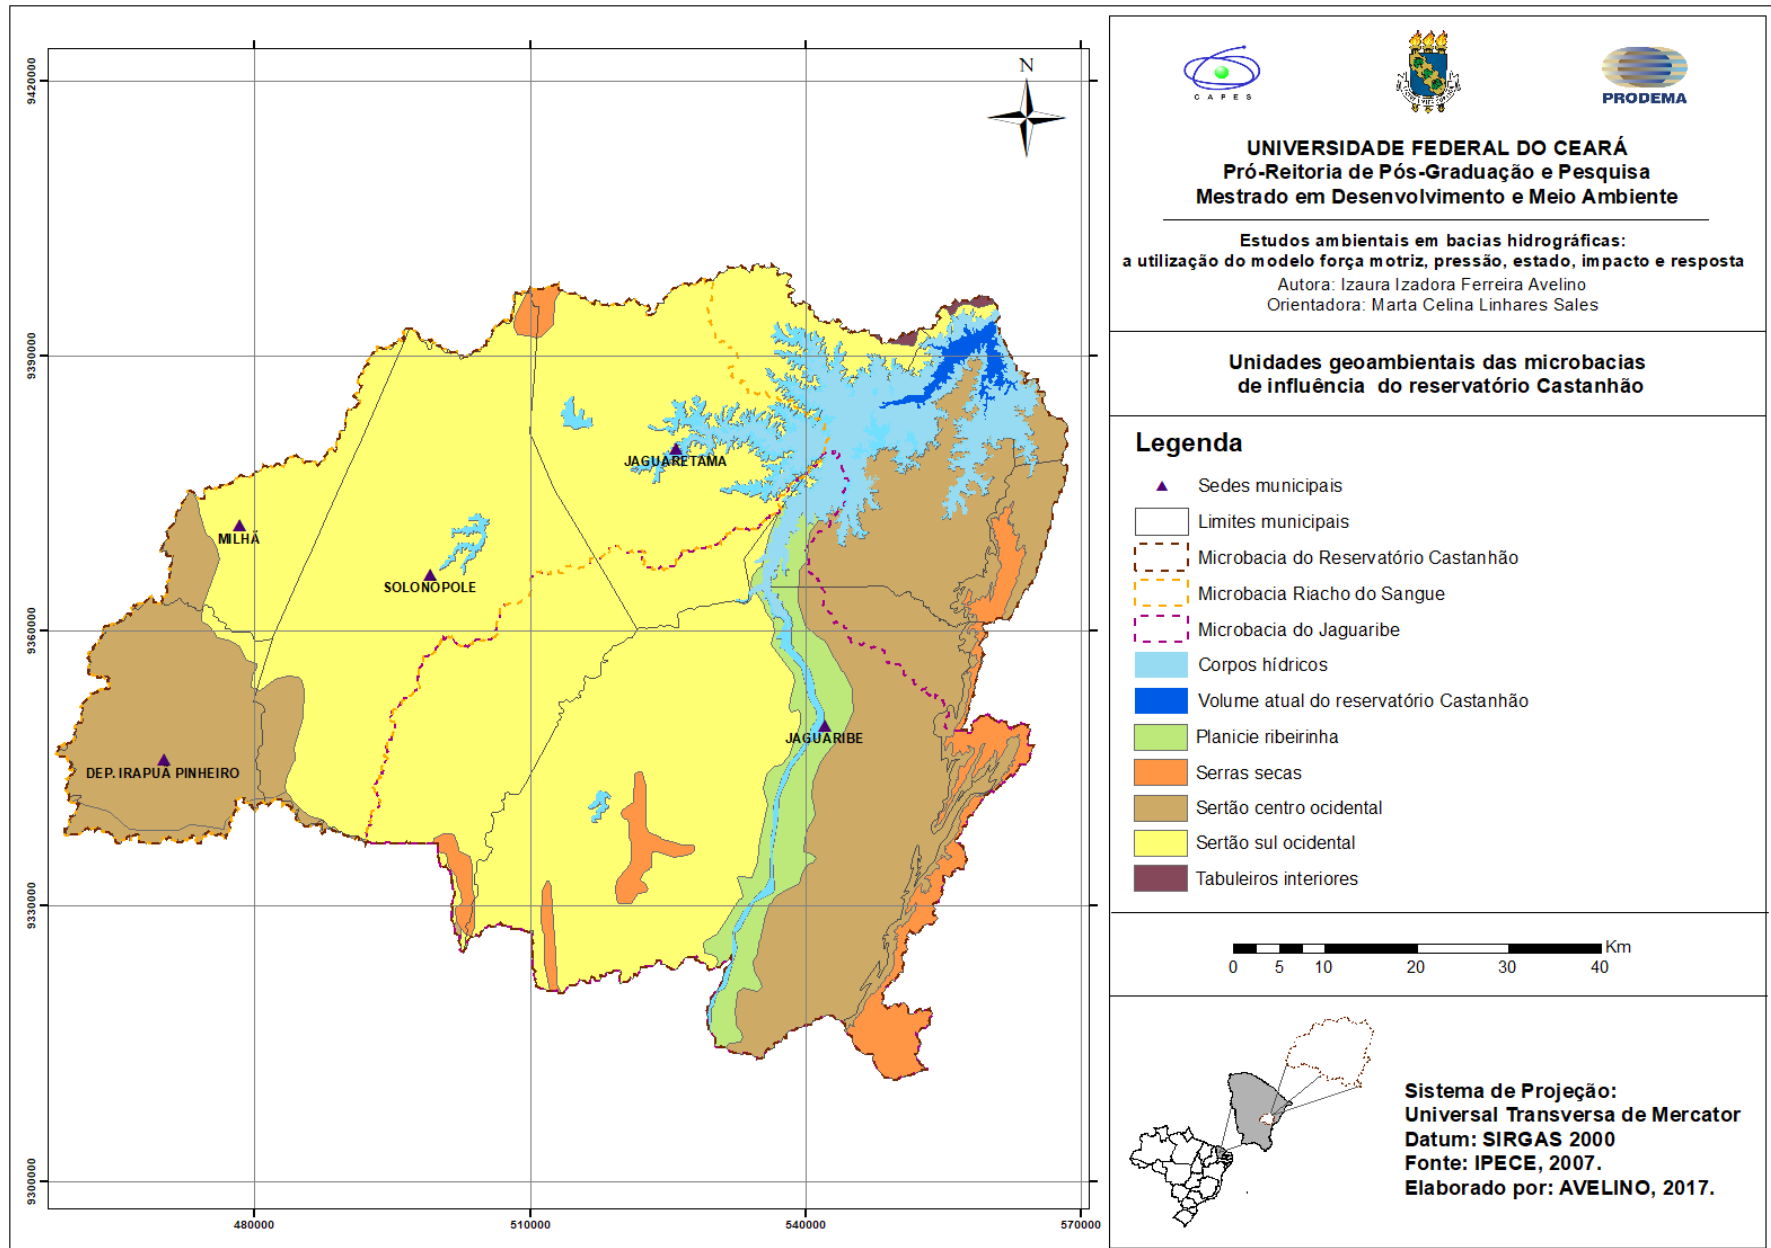 9420000
9390000
9360000
9330000
9300000
480000
510000
540000
570000
N
JAGUARETAMA
MILHÃ
SOLONÓPOLE
JAGUARIBE
DEP. IRAPUÃ PINHEIRO
CAPES
PRODEMA
UNIVERSIDADE FEDERAL DO CEARÁ
Pró-Reitoria de Pós-Graduação e Pesquisa
Mestrado em Desenvolvimento e Meio Ambiente
Estudos ambientais em bacias hidrográficas:
a utilização do modelo força motriz, pressão, estado, impacto e resposta
Autora: Izaura Izadora Ferreira Avelino
Orientadora: Marta Celina Linhares Sales
Unidades geoambientais das microbacias
de influência do reservatório Castanhão
Legenda
Sedes municipais
Limites municipais
Microbacia do Reservatório Castanhão
Microbacia Riacho do Sangue
Microbacia do Jaguaribe
Corpos hídricos
Volume atual do reservatório Castanhão
Planicie ribeirinha
Serras secas
Sertão centro ocidental
Sertão sul ocidental
Tabuleiros interiores
Km
0 5 10 20 30 40
Sistema de Projeção:
Universal Transversa de Mercator
Datum: SIRGAS 2000
Fonte: IPECE, 2007.
Elaborado por: AVELINO, 2017.